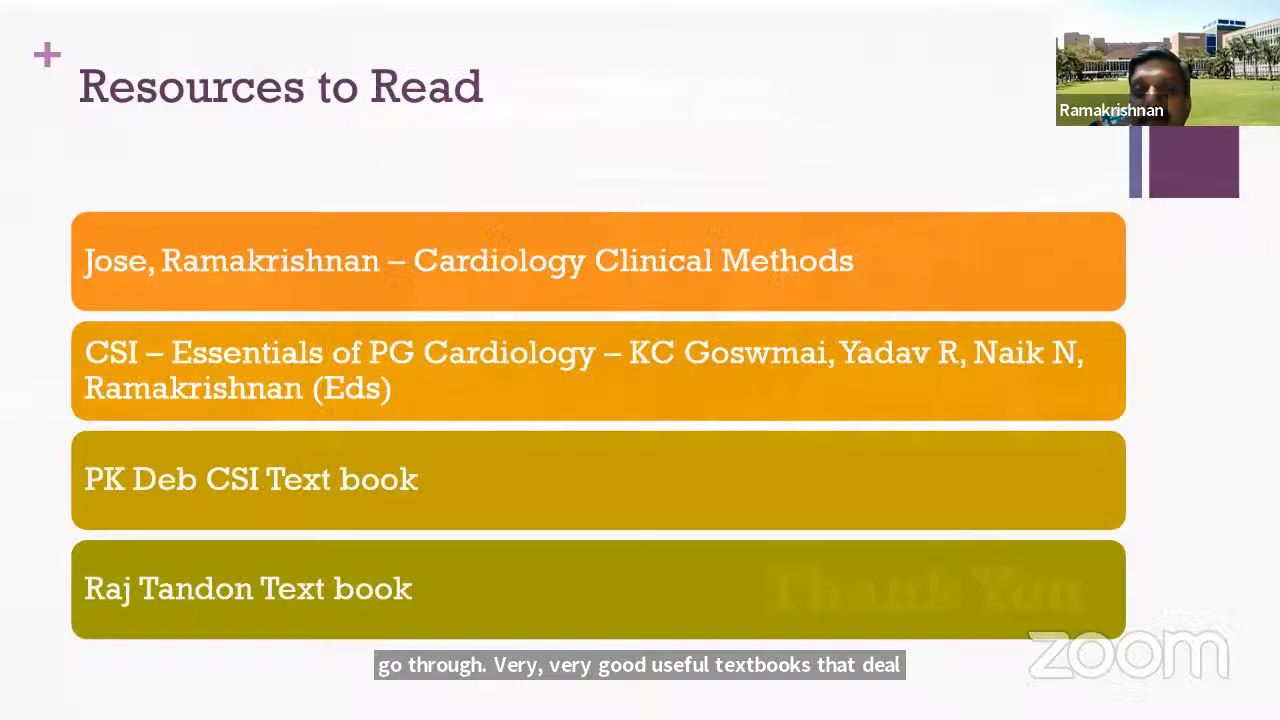 +
Resources to Read
Ramakrishnan
Jose, Ramakrishnan – Cardiology Clinical Methods
CSI – Essentials of PG Cardiology – KC Goswmai, Yadav R, Naik N,
Ramakrishnan (Eds)
PK Deb CSI Text book
Raj Tandon Text book
Thank You
zoom
go through. Very, very good useful textbooks that deal